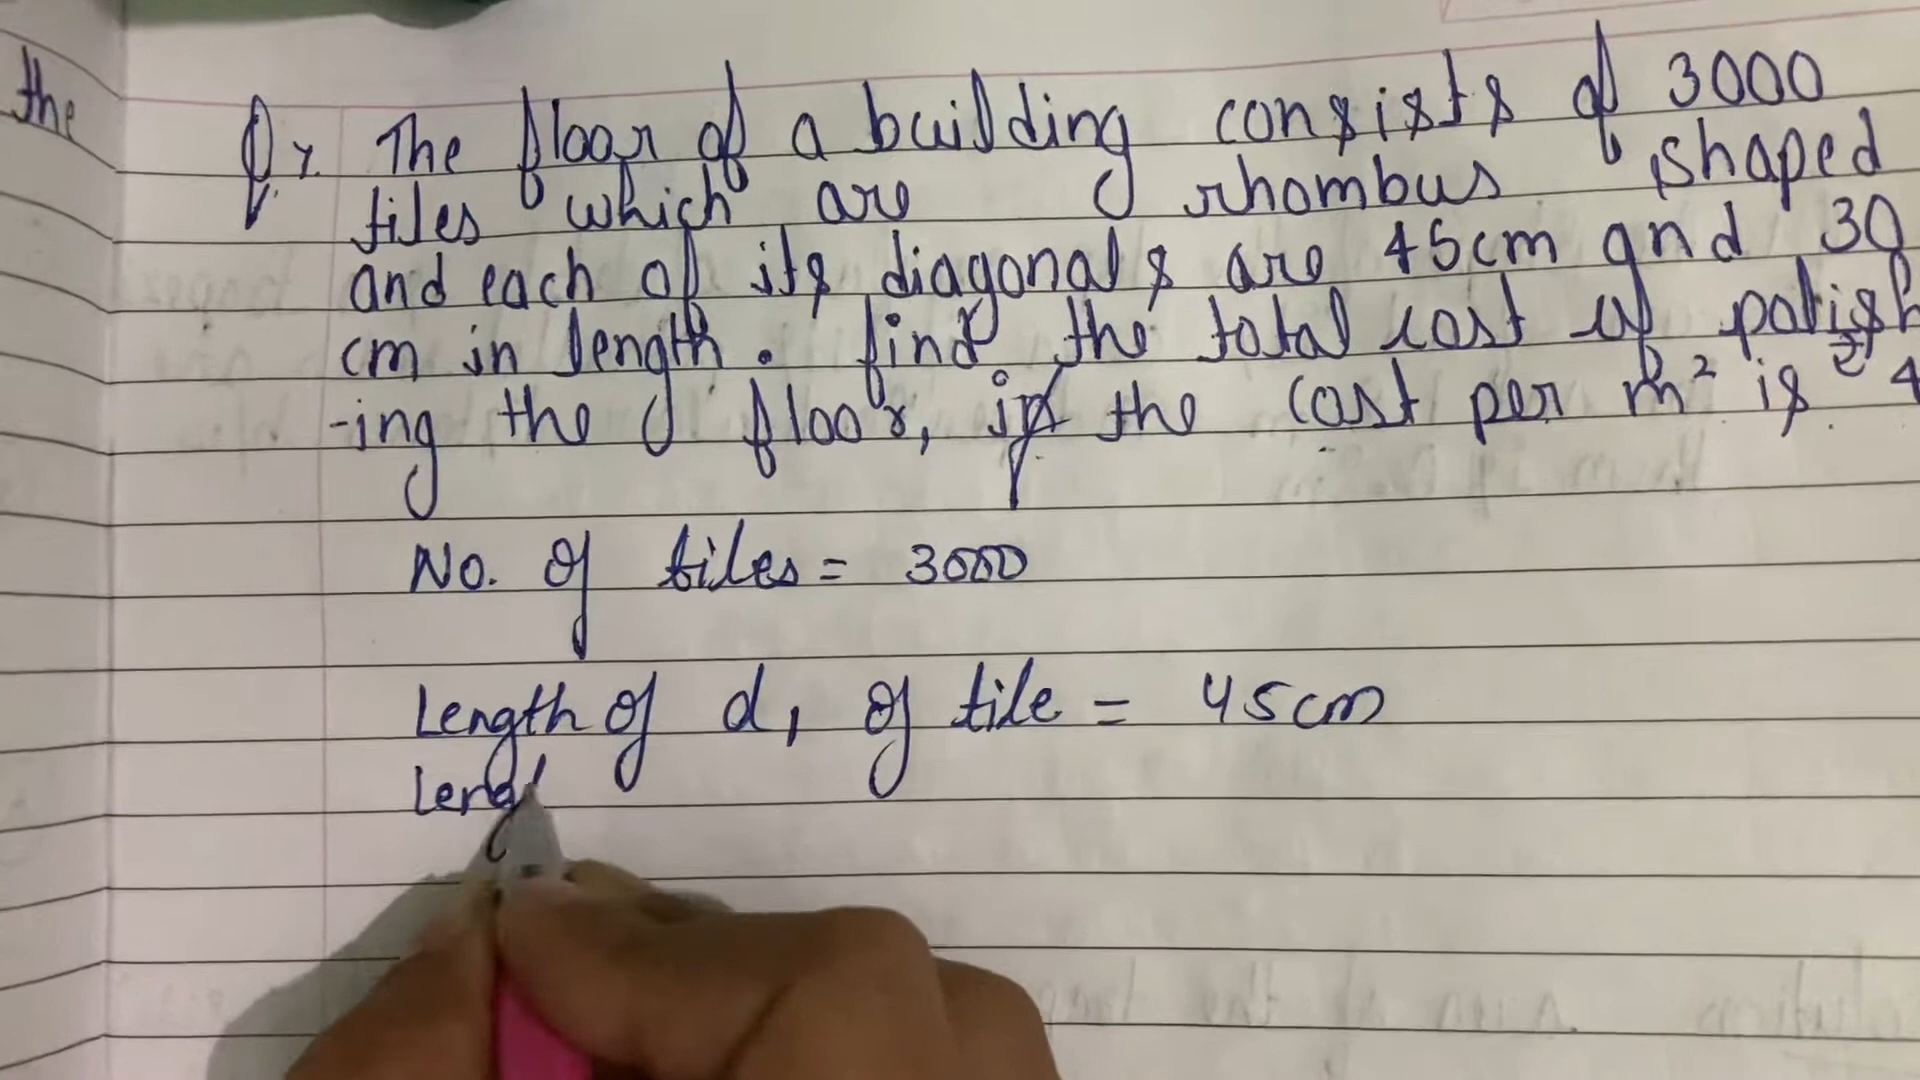 the
Q7. The floor of a building consists of 3000
tiles which are rhombus shaped
and each of its diagonals are 45cm and 30
cm in length. find the total cost of polish
-ing the floor, if the cost per m² is ₹ 4
No. of tiles = 3000
Length of d1 of tile = 45cm
Leng